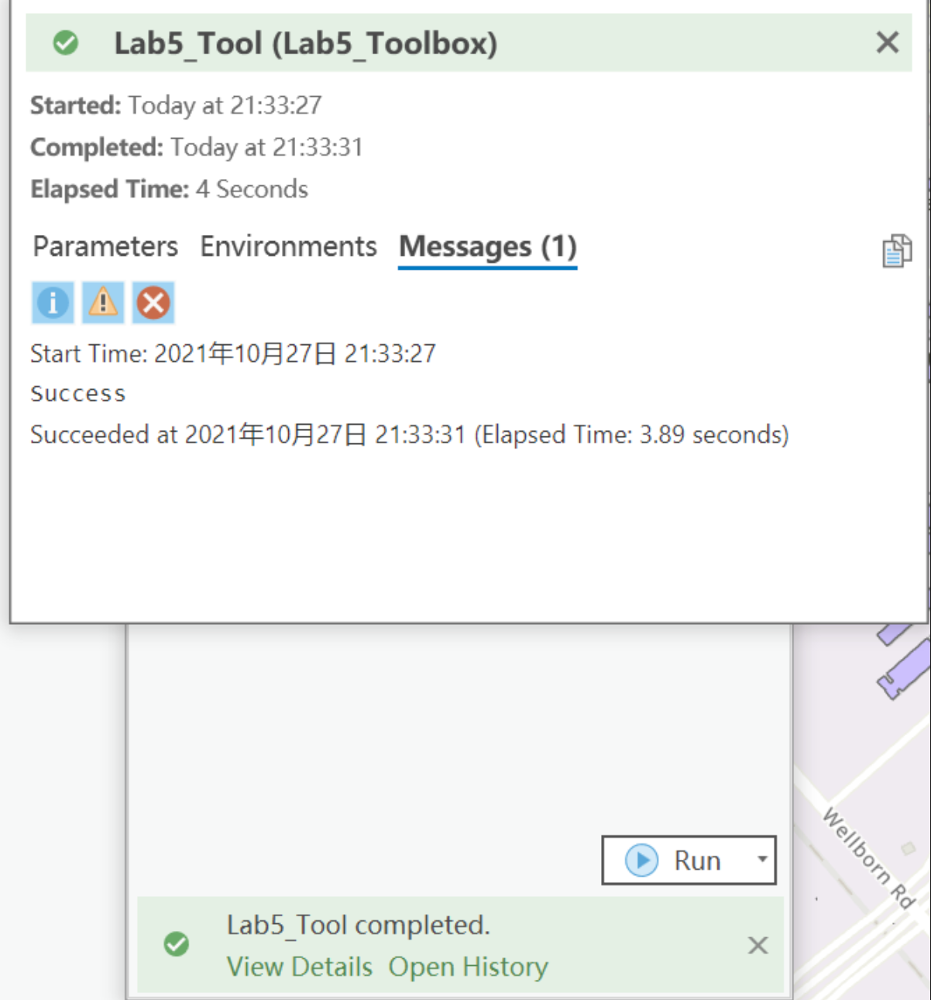 Lab5_Tool (Lab5_Toolbox)
Started: Today at 21:33:27
Completed: Today at 21:33:31
Elapsed Time: 4 Seconds
Parameters Environments Messages (1)
Start Time: 2021年10月27日 21:33:27
Success
Succeeded at 2021年10月27日 21:33:31 (Elapsed Time: 3.89 seconds)
Run
Wellborn Rd
Lab5_Tool completed.
View Details Open History